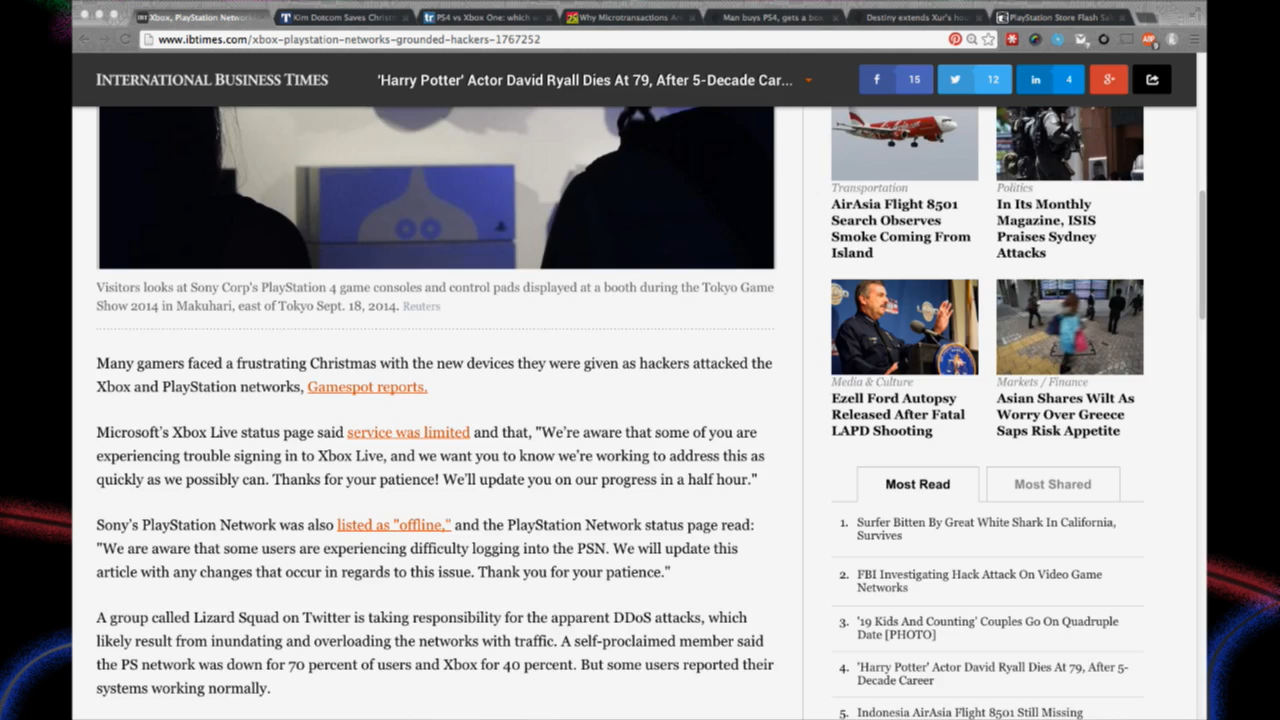 Xbox, PlayStation Network
Kim Dotcom Saves Christ
PS4 vs Xbox One: which w
Why Microtransactions Ar
Man buys PS4, gets a box
Destiny extends Xur's ho
PlayStation Store Flash Sal
www.ibtimes.com/xbox-playstation-networks-grounded-hackers-1767252
INTERNATIONAL BUSINESS TIMES
'Harry Potter' Actor David Ryall Dies At 79, After 5-Decade Car...
15
12
4
Visitors looks at Sony Corp's PlayStation 4 game consoles and control pads displayed at a booth during the Tokyo Game
Show 2014 in Makuhari, east of Tokyo Sept. 18, 2014. Reuters
Many gamers faced a frustrating Christmas with the new devices they were given as hackers attacked the
Xbox and PlayStation networks, Gamespot reports.
Microsoft's Xbox Live status page said service was limited and that, "We're aware that some of you are
experiencing trouble signing in to Xbox Live, and we want you to know we're working to address this as
quickly as we possibly can. Thanks for your patience! We'll update you on our progress in a half hour."
Sony's PlayStation Network was also listed as "offline," and the PlayStation Network status page read:
"We are aware that some users are experiencing difficulty logging into the PSN. We will update this
article with any changes that occur in regards to this issue. Thank you for your patience."
A group called Lizard Squad on Twitter is taking responsibility for the apparent DDoS attacks, which
likely result from inundating and overloading the networks with traffic. A self-proclaimed member said
the PS network was down for 70 percent of users and Xbox for 40 percent. But some users reported their
systems working normally.
Transportation
AirAsia Flight 8501
Search Observes
Smoke Coming From
Island
Politics
In Its Monthly
Magazine, ISIS
Praises Sydney
Attacks
Media & Culture
Ezell Ford Autopsy
Released After Fatal
LAPD Shooting
Markets / Finance
Asian Shares Wilt As
Worry Over Greece
Saps Risk Appetite
Most Read
Most Shared
1. Surfer Bitten By Great White Shark In California,
Survives
2. FBI Investigating Hack Attack On Video Game
Networks
3. '19 Kids And Counting' Couples Go On Quadruple
Date [PHOTO]
4. 'Harry Potter' Actor David Ryall Dies At 79, After 5-
Decade Career
5. Indonesia AirAsia Flight 8501 Still Missing